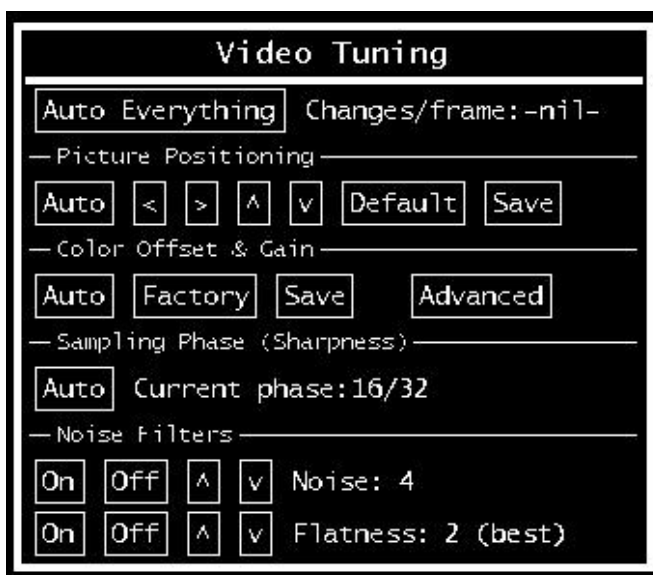 Video Tuning
Auto Everything Changes/frame:-nil-
Picture Positioning
Auto < > ^ v Default Save
Color Offset & Gain
Auto Factory Save Advanced
Sampling Phase (Sharpness)
Auto Current phase:16/32
Noise Filters
On Off ^ v Noise: 4
On Off ^ v Flatness: 2 (best)